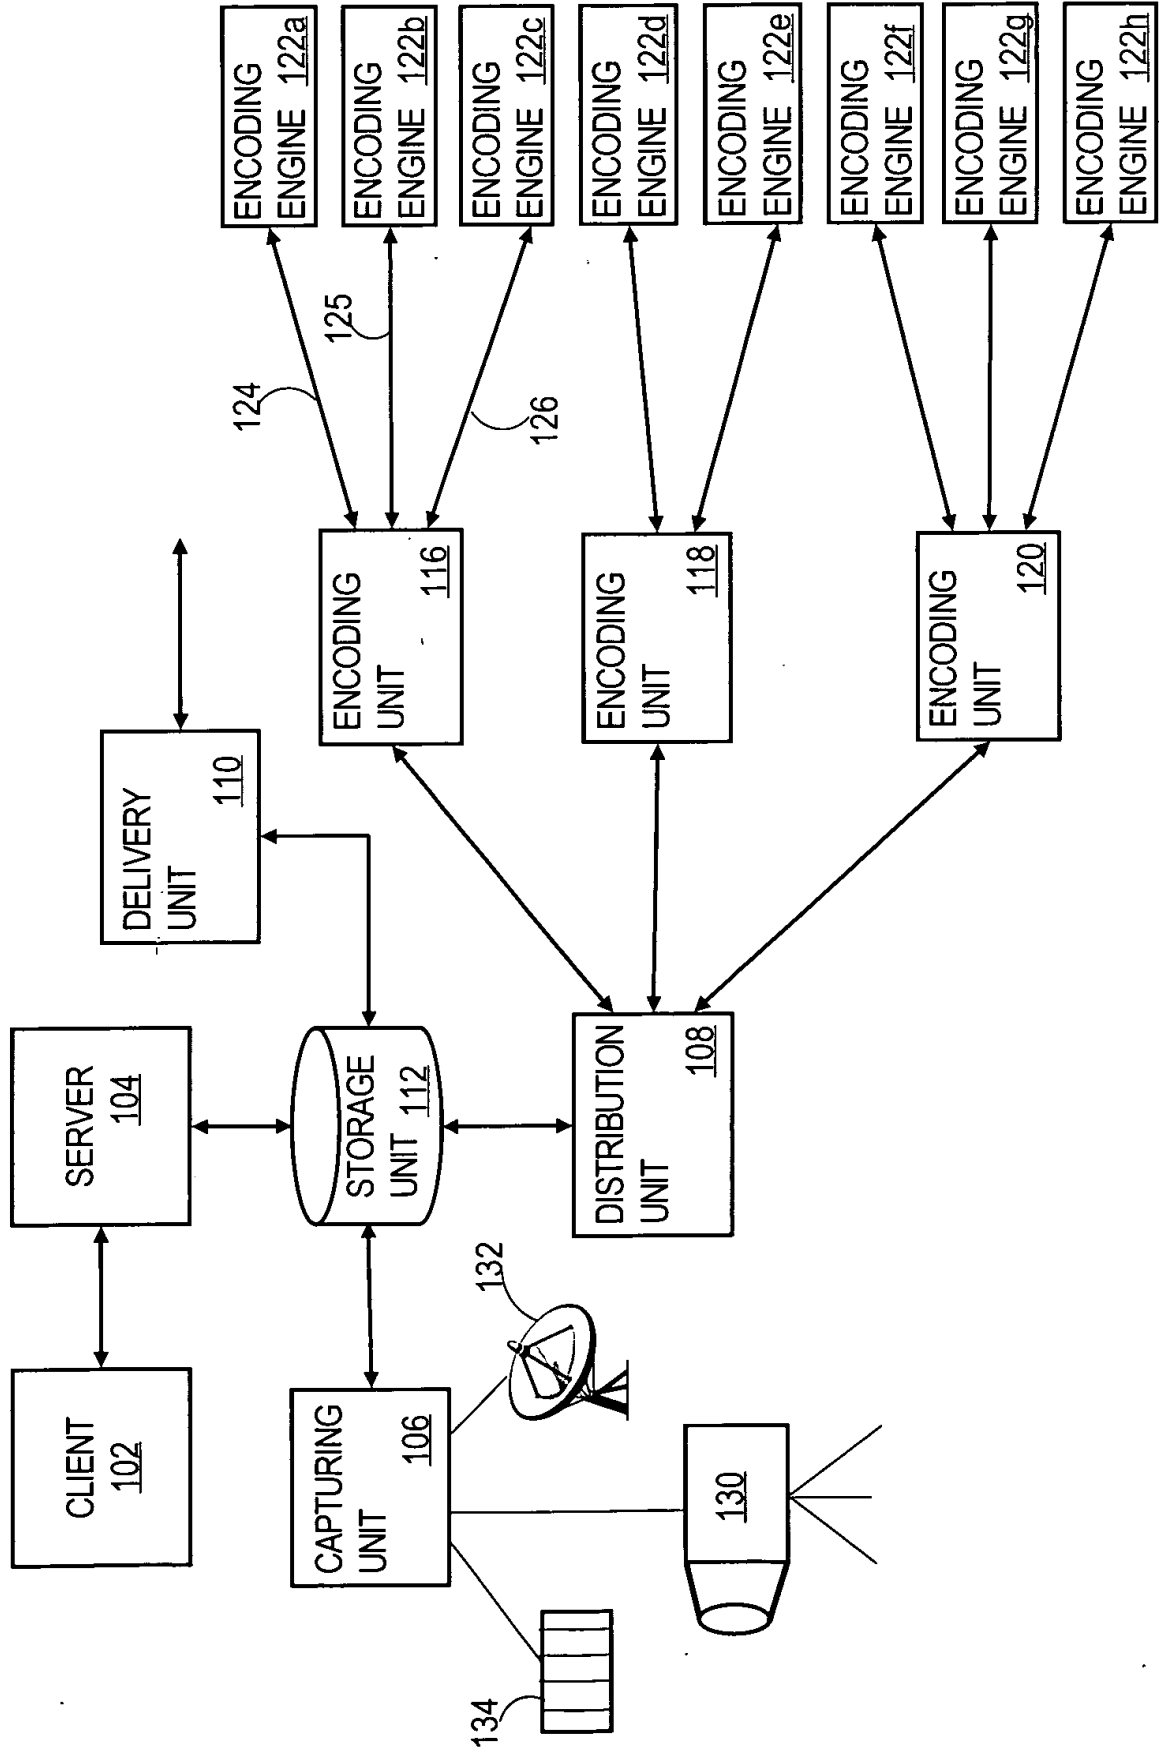 CLIENT
102
SERVER
104
DELIVERY
UNIT
110
CAPTURING
UNIT
106
STORAGE
UNIT 112
DISTRIBUTION
UNIT
108
134
130
132
ENCODING
UNIT
116
ENCODING
UNIT
118
ENCODING
UNIT
120
124
125
126
ENCODING
ENGINE 122a
ENCODING
ENGINE 122b
ENCODING
ENGINE 122c
ENCODING
ENGINE 122d
ENCODING
ENGINE 122e
ENCODING
ENGINE 122f
ENCODING
ENGINE 122g
ENCODING
ENGINE 122h